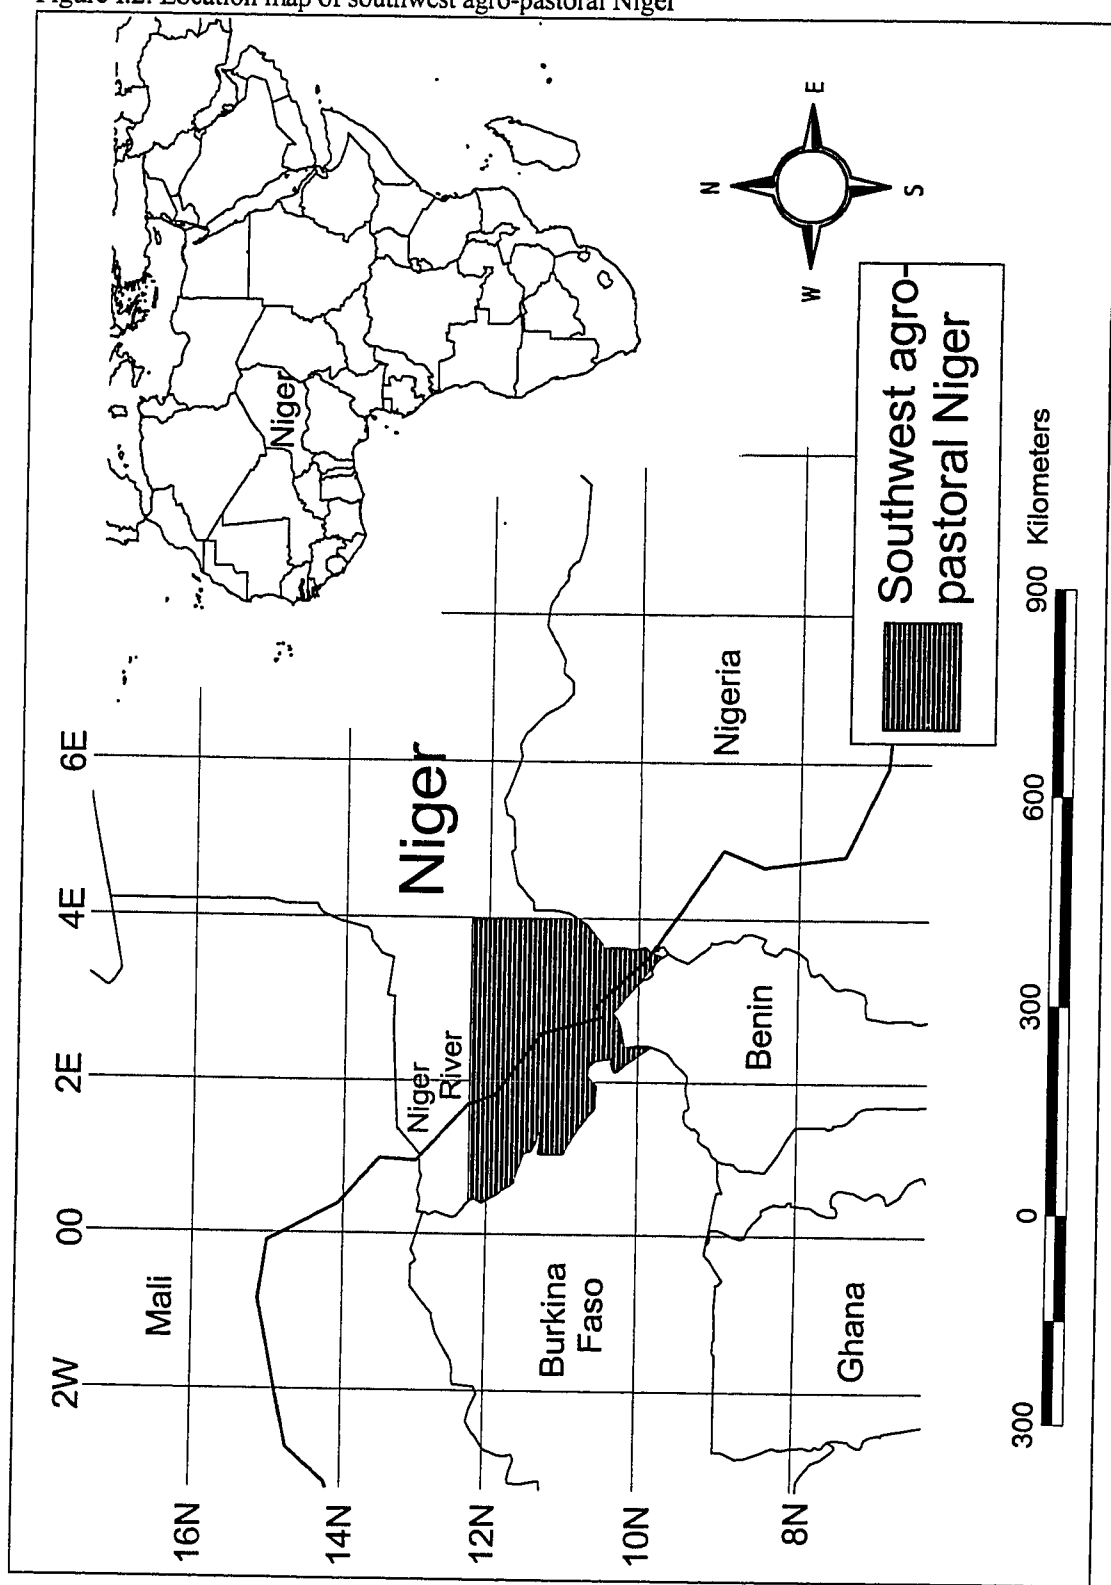 Figure 1.2: Location map of southwest agro-pastoral Niger
Niger
N
E
S
W
2W
00
2E
4E
6E
16N
14N
12N
10N
8N
Mali
Niger
River
Niger
Burkina
Faso
Benin
Nigeria
Ghana
Southwest agro-
pastoral Niger
300
0
300
600
900 Kilometers